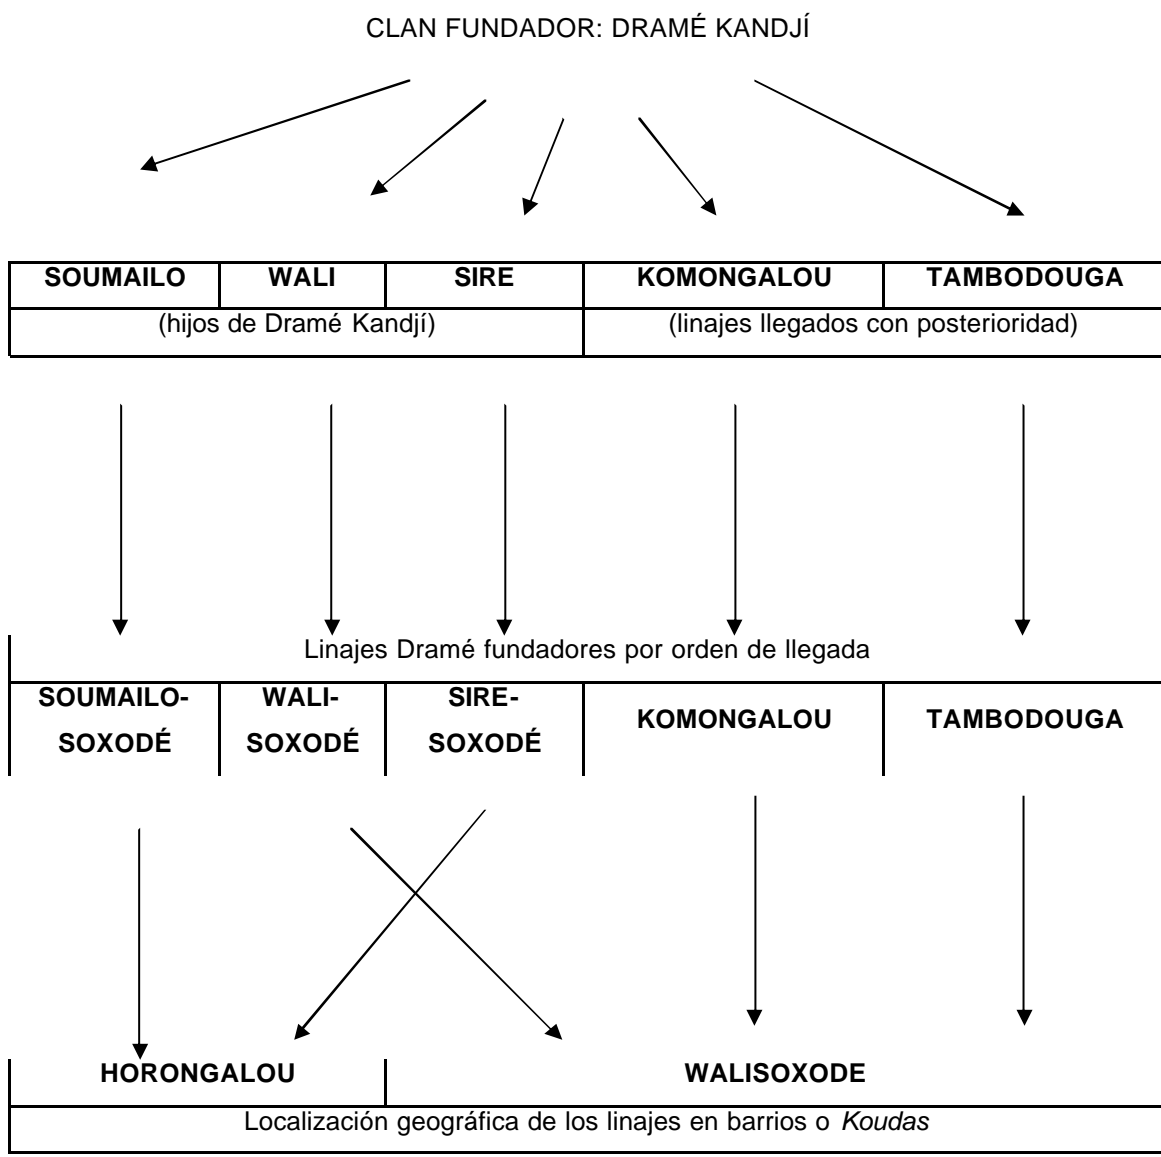 CLAN FUNDADOR: DRAMÉ KANDJÍ
SOUMAILO WALI SIRE KOMONGALOU TAMBODOUGA
(hijos de Dramé Kandjí) (linajes llegados con posterioridad)
Linajes Dramé fundadores por orden de llegada
SOUMAILO- WALI- SIRE-
KOMONGALOU TAMBODOUGA
SOXODÉ SOXODÉ SOXODÉ
HORONGALOU WALISOXODE
Localización geográfica de los linajes en barrios o Koudas